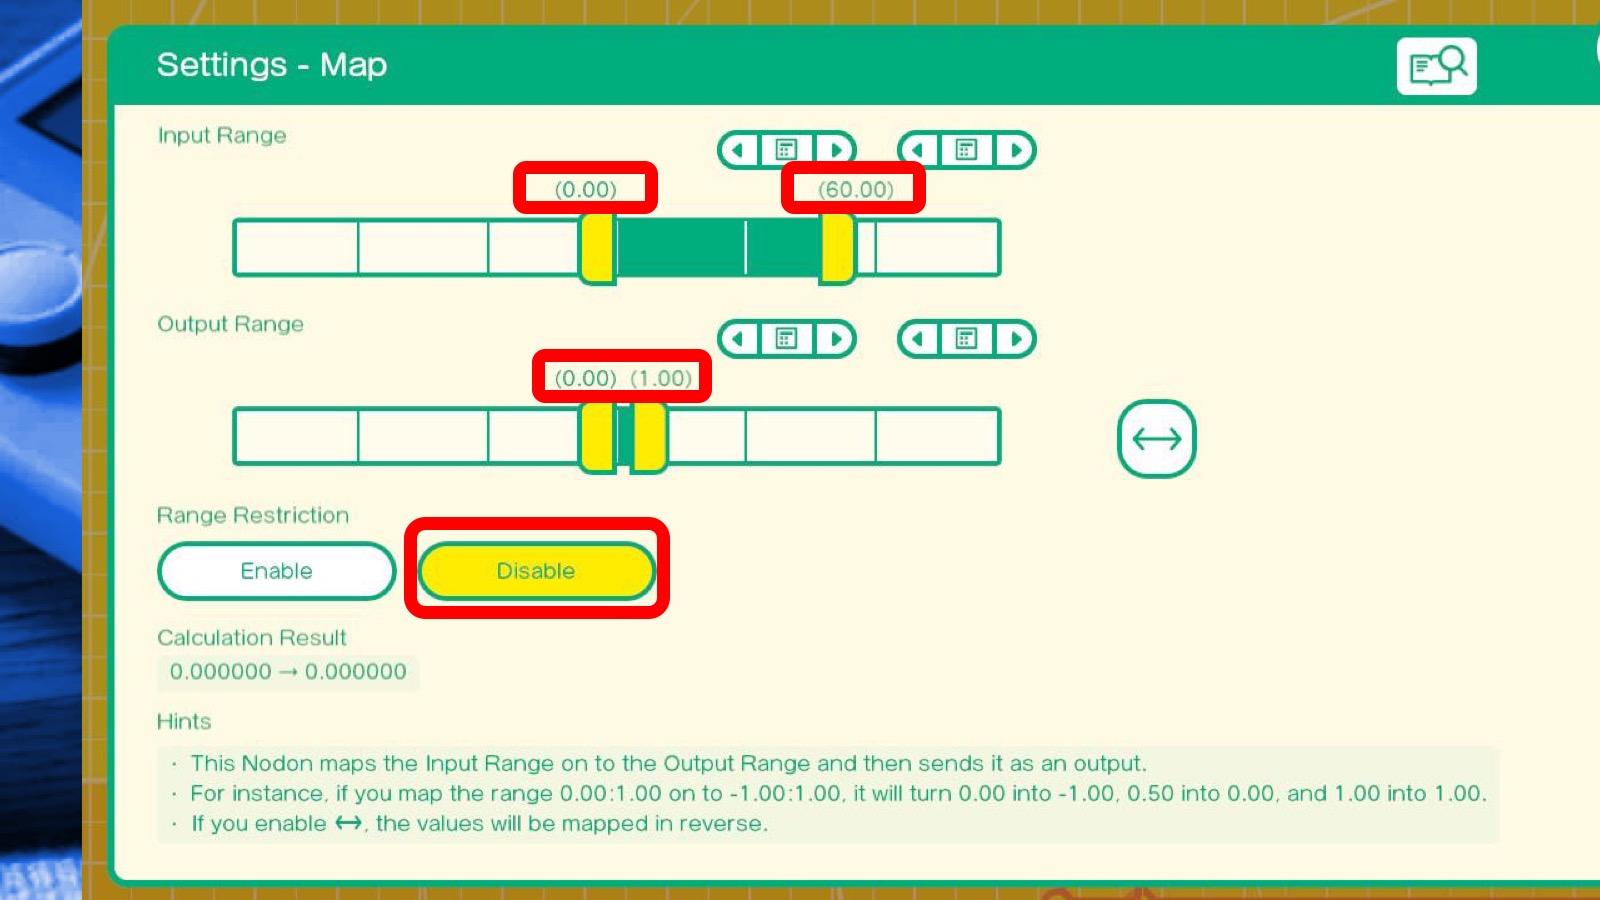 Settings - Map
Input Range
(0.00) (60.00)
Output Range
(0.00) (1.00)
Range Restriction
Enable Disable
Calculation Result
0.000000 → 0.000000
Hints
· This Nodon maps the Input Range on to the Output Range and then sends it as an output.
· For instance, if you map the range 0.00:1.00 on to -1.00:1.00, it will turn 0.00 into -1.00, 0.50 into 0.00, and 1.00 into 1.00.
· If you enable ↔, the values will be mapped in reverse.